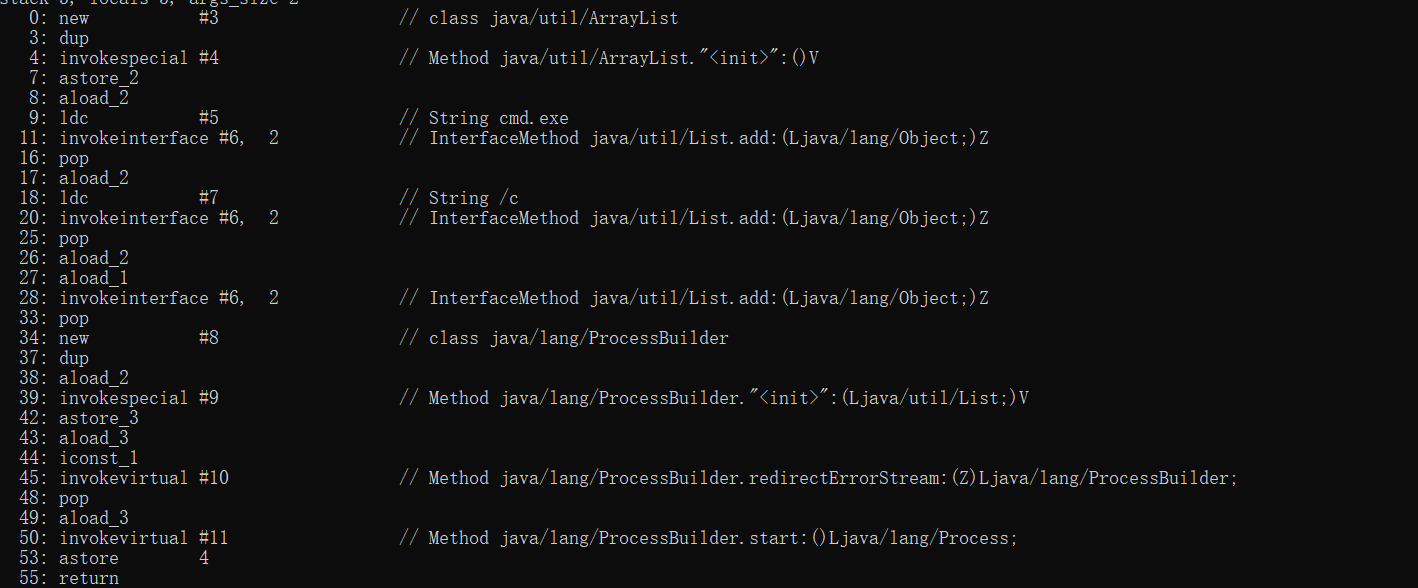 stack=3, locals=5, args_size=2
0: new #3 // class java/util/ArrayList
3: dup
4: invokespecial #4 // Method java/util/ArrayList."<init>":()V
7: astore_2
8: aload_2
9: ldc #5 // String cmd.exe
11: invokeinterface #6, 2 // InterfaceMethod java/util/List.add:(Ljava/lang/Object;)Z
16: pop
17: aload_2
18: ldc #7 // String /c
20: invokeinterface #6, 2 // InterfaceMethod java/util/List.add:(Ljava/lang/Object;)Z
25: pop
26: aload_2
27: aload_1
28: invokeinterface #6, 2 // InterfaceMethod java/util/List.add:(Ljava/lang/Object;)Z
33: pop
34: new #8 // class java/lang/ProcessBuilder
37: dup
38: aload_2
39: invokespecial #9 // Method java/lang/ProcessBuilder."<init>":(Ljava/util/List;)V
42: astore_3
43: aload_3
44: iconst_1
45: invokevirtual #10 // Method java/lang/ProcessBuilder.redirectErrorStream:(Z)Ljava/lang/ProcessBuilder;
48: pop
49: aload_3
50: invokevirtual #11 // Method java/lang/ProcessBuilder.start:()Ljava/lang/Process;
53: astore 4
55: return